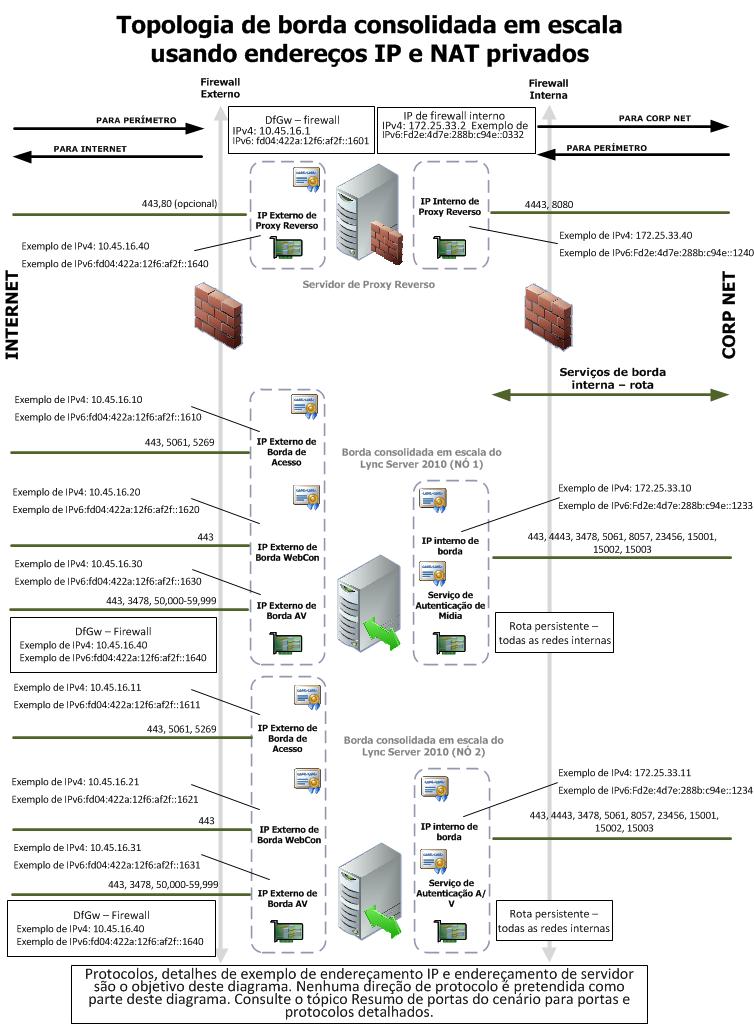 Topologia de borda consolidada em escala
usando endereços IP e NAT privados
Firewall
Externo
Firewall
Interna
PARA PERÍMETRO
PARA INTERNET
DfGw – firewall
IPv4: 10.45.16.1
IPv6: fd04:422a:12f6:af2f::1601
IP de firewall interno
IPv4: 172.25.33.2 Exemplo de
IPv6:Fd2e:4d7e:288b:c94e::0332
PARA CORP NET
PARA PERÍMETRO
443,80 (opcional)
IP Externo de
Proxy Reverso
IP Interno de
Proxy Reverso
4443, 8080
Exemplo de IPv4: 10.45.16.40
Exemplo de IPv6:fd04:422a:12f6:af2f::1640
Exemplo de IPv4: 172.25.33.40
Exemplo de IPv6:Fd2e:4d7e:288b:c94e::1240
Servidor de Proxy Reverso
INTERNET
CORP NET
Serviços de borda
interna – rota
Exemplo de IPv4: 10.45.16.10
Exemplo de IPv6:fd04:422a:12f6:af2f::1610
443, 5061, 5269
IP Externo de
Borda de
Acesso
Borda consolidada em escala do
Lync Server 2010 (NÓ 1)
Exemplo de IPv4: 10.45.16.20
Exemplo de IPv6:fd04:422a:12f6:af2f::1620
443
IP Externo de
Borda WebCon
Exemplo de IPv4: 172.25.33.10
Exemplo de IPv6:Fd2e:4d7e:288b:c94e::1233
IP interno de
borda
443, 4443, 3478, 5061, 8057, 23456, 15001,
15002, 15003
Exemplo de IPv4: 10.45.16.30
Exemplo de IPv6:fd04:422a:12f6:af2f::1630
443, 3478, 50,000-59,999
IP Externo de
Borda AV
Serviço de
Autenticação de
Mídia
DfGw – Firewall
Exemplo de IPv4: 10.45.16.40
Exemplo de IPv6:fd04:422a:12f6:af2f::1640
Rota persistente –
todas as redes internas
Exemplo de IPv4: 10.45.16.11
Exemplo de IPv6:fd04:422a:12f6:af2f::1611
443, 5061, 5269
IP Externo de
Borda de
Acesso
Borda consolidada em escala do
Lync Server 2010 (NÓ 2)
Exemplo de IPv4: 10.45.16.21
Exemplo de IPv6:fd04:422a:12f6:af2f::1621
443
IP Externo de
Borda WebCon
Exemplo de IPv4: 172.25.33.11
Exemplo de IPv6:Fd2e:4d7e:288b:c94e::1234
IP interno de
borda
443, 4443, 3478, 5061, 8057, 23456, 15001,
15002, 15003
Exemplo de IPv4: 10.45.16.31
Exemplo de IPv6:fd04:422a:12f6:af2f::1631
443, 3478, 50,000-59,999
IP Externo de
Borda AV
Serviço de
Autenticação A/
V
DfGw – Firewall
Exemplo de IPv4: 10.45.16.40
Exemplo de IPv6:fd04:422a:12f6:af2f::1640
Rota persistente –
todas as redes internas
Protocolos, detalhes de exemplo de endereçamento IP e endereçamento de servidor
são o objetivo deste diagrama. Nenhuma direção de protocolo é pretendida como
parte deste diagrama. Consulte o tópico Resumo de portas do cenário para portas e
protocolos detalhados.